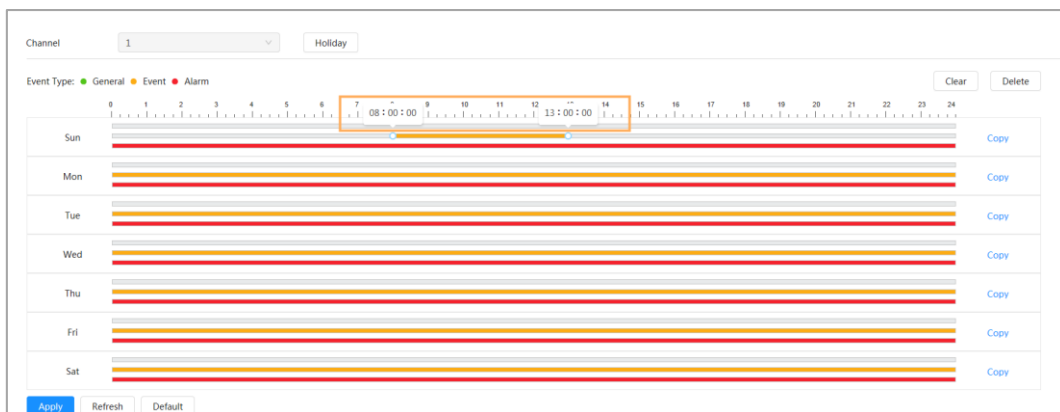 Channel 1 Holiday
Event Type: General Event Alarm Clear Delete
0 1 2 3 4 5 6 7 9 10 11 12 14 15 16 17 18 19 20 21 22 23 24
08:00:00 13:00:00
Sun Copy
Mon Copy
Tue Copy
Wed Copy
Thu Copy
Fri Copy
Sat Copy
Apply Refresh Default